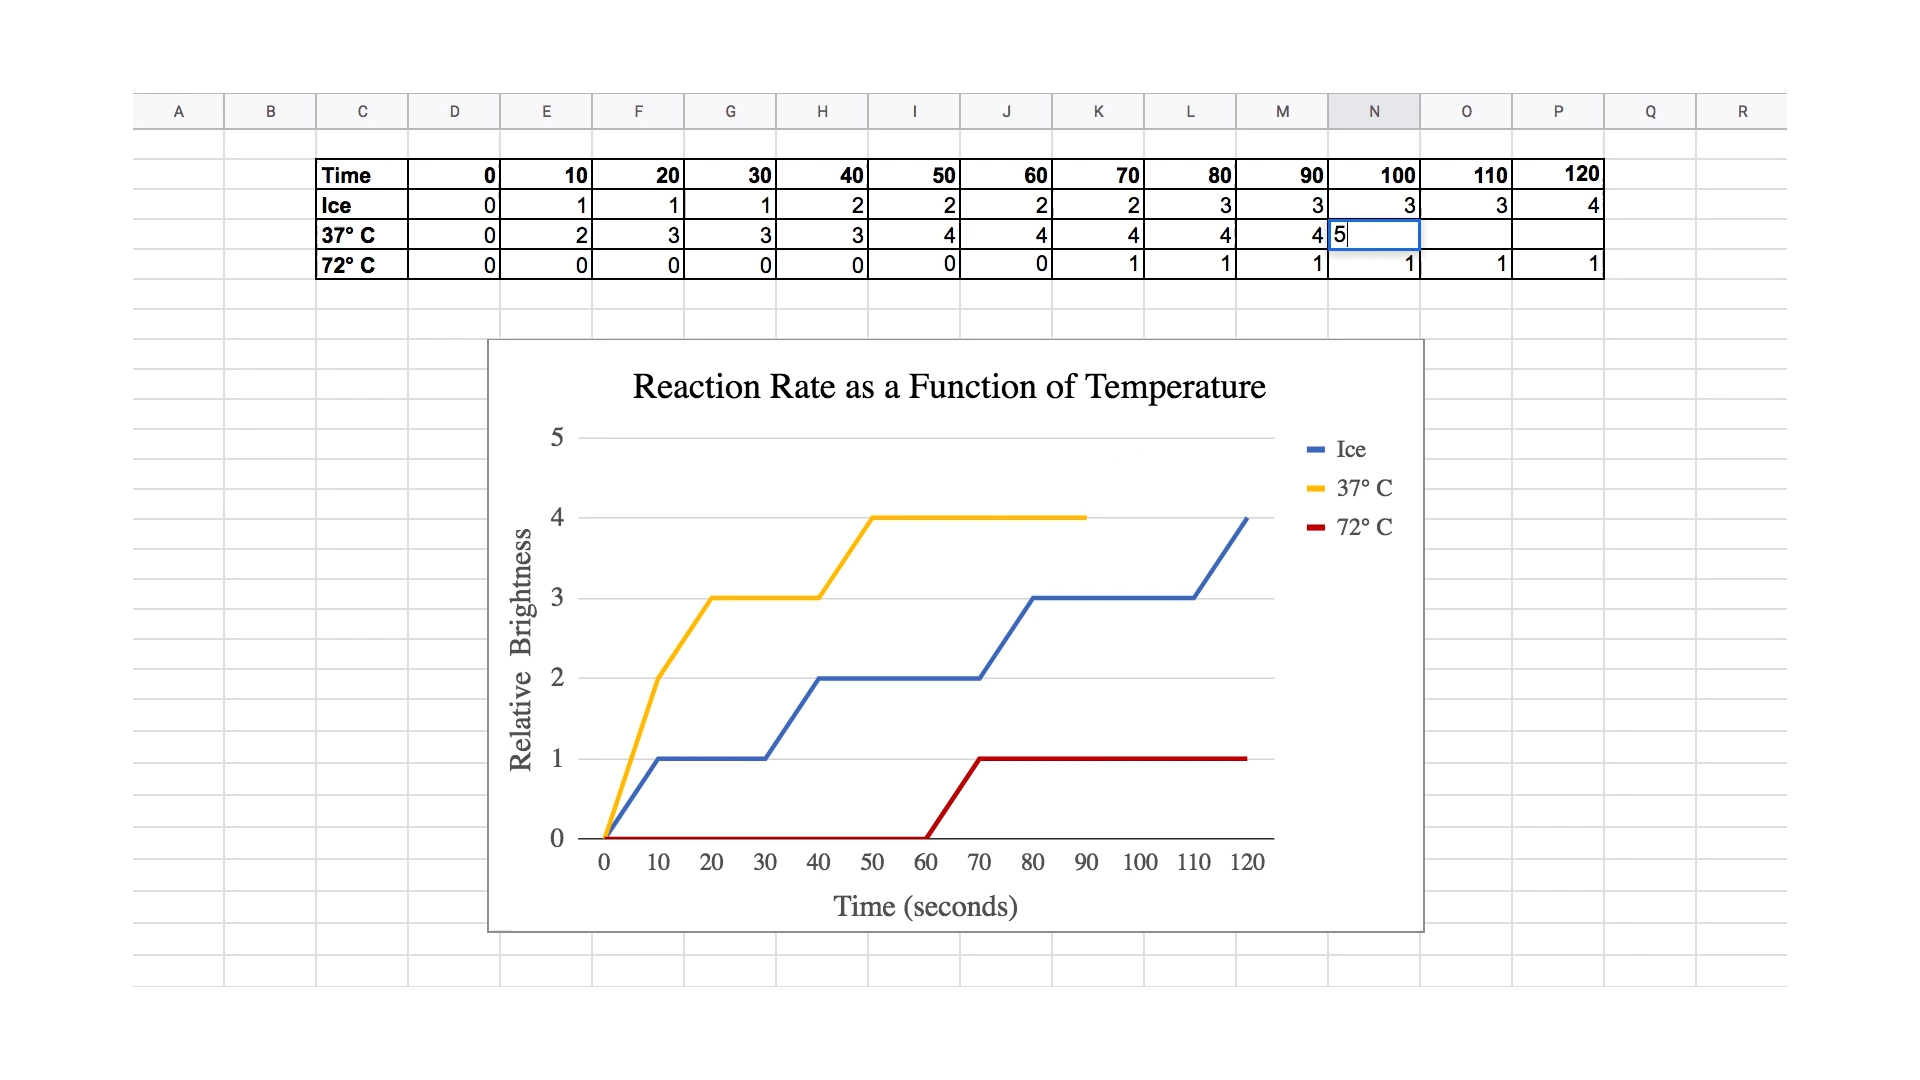 A B C D E F G H I J K L M N O P Q R
Time 0 10 20 30 40 50 60 70 80 90 100 110 120
Ice 0 1 1 1 2 2 2 2 3 3 3 3 4
37° C 0 2 3 3 3 4 4 4 4 4 5
72° C 0 0 0 0 0 0 0 1 1 1 1 1 1
Reaction Rate as a Function of Temperature
5
4
3
2
1
0
Relative Brightness
Ice
37° C
72° C
0 10 20 30 40 50 60 70 80 90 100 110 120
Time (seconds)